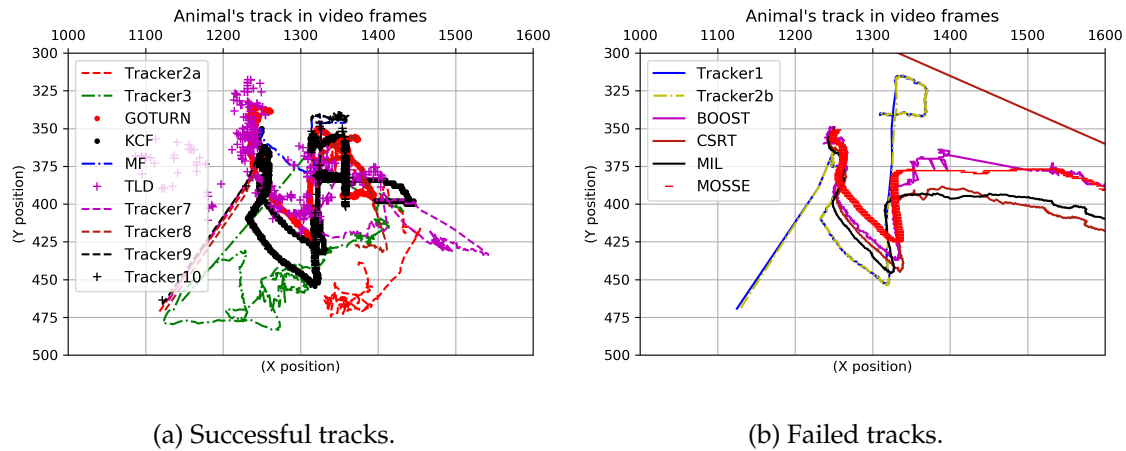 Animal's track in video frames
1000 1100 1200 1300 1400 1500 1600
300
325
350
375
400
425
450
475
500
(Y position)
Tracker2a
Tracker3
GOTURN
KCF
MF
TLD
Tracker7
Tracker8
Tracker9
Tracker10
(X position)
(a) Successful tracks.
Animal's track in video frames
1000 1100 1200 1300 1400 1500 1600
300
325
350
375
400
425
450
475
500
(Y position)
Tracker1
Tracker2b
BOOST
CSRT
MIL
MOSSE
(X position)
(b) Failed tracks.